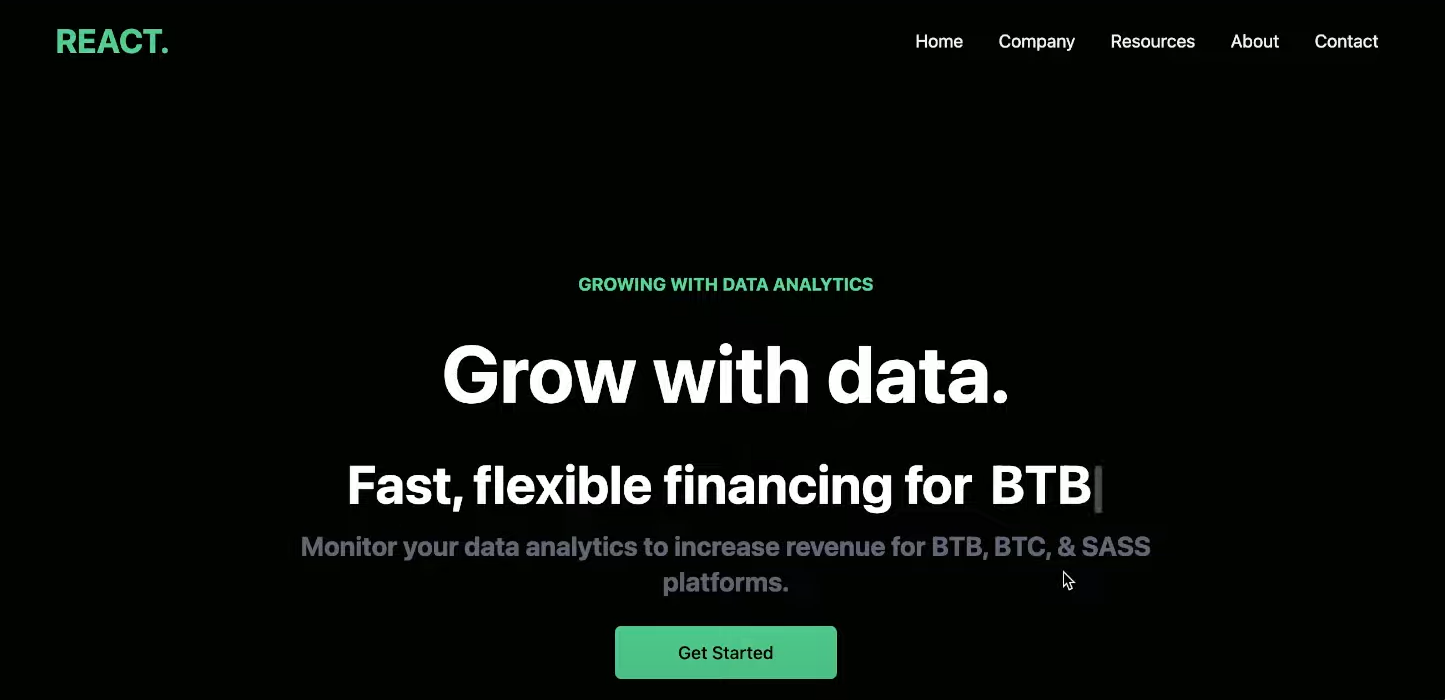 REACT.
Home Company Resources About Contact
GROWING WITH DATA ANALYTICS
Grow with data.
Fast, flexible financing for BTB
Monitor your data analytics to increase revenue for BTB, BTC, & SASS
platforms.
Get Started